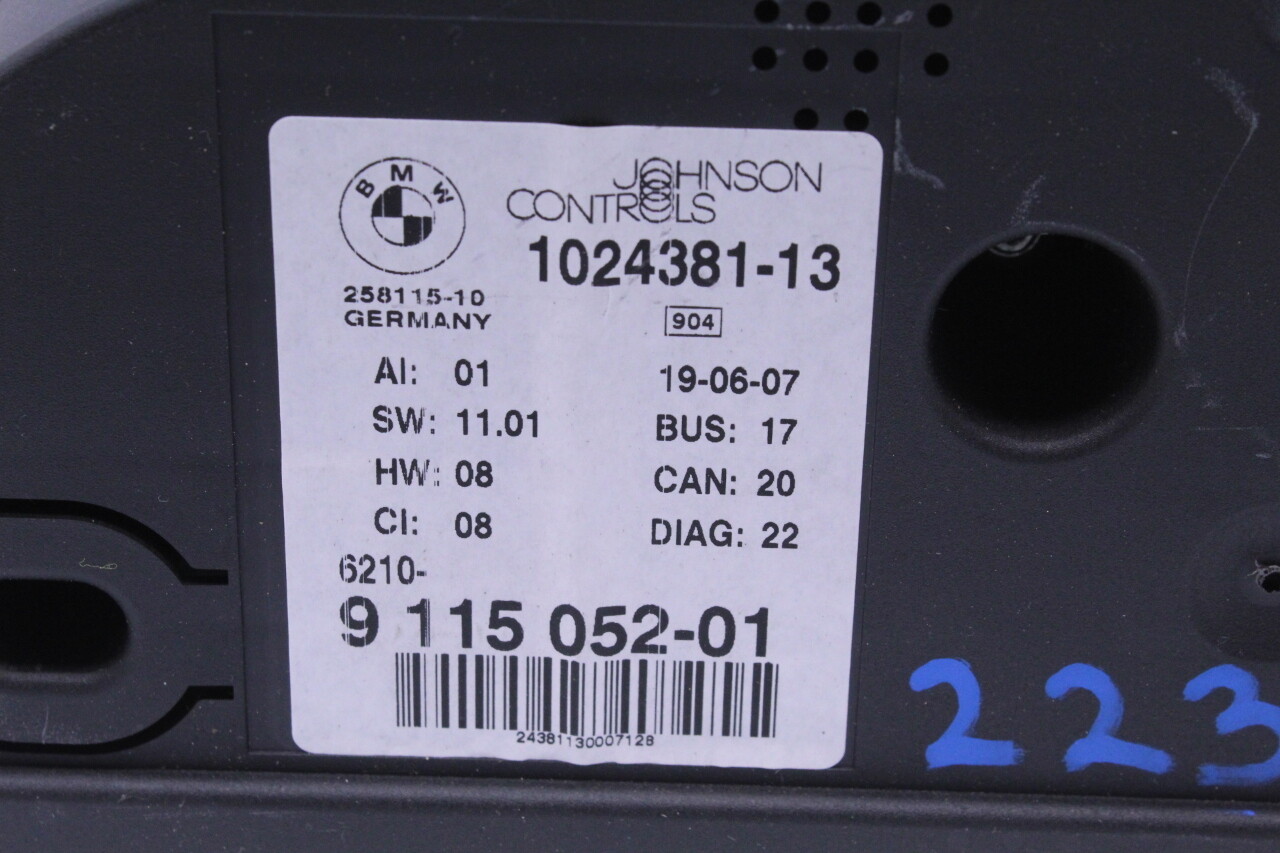 BMW
JOHNSON
CONTROLS
1024381-13
258115-10
GERMANY
904
AI: 01
19-06-07
SW: 11.01
BUS: 17
HW: 08
CAN: 20
CI: 08
DIAG: 22
6210-
9 115 052-01
24381130007128
223